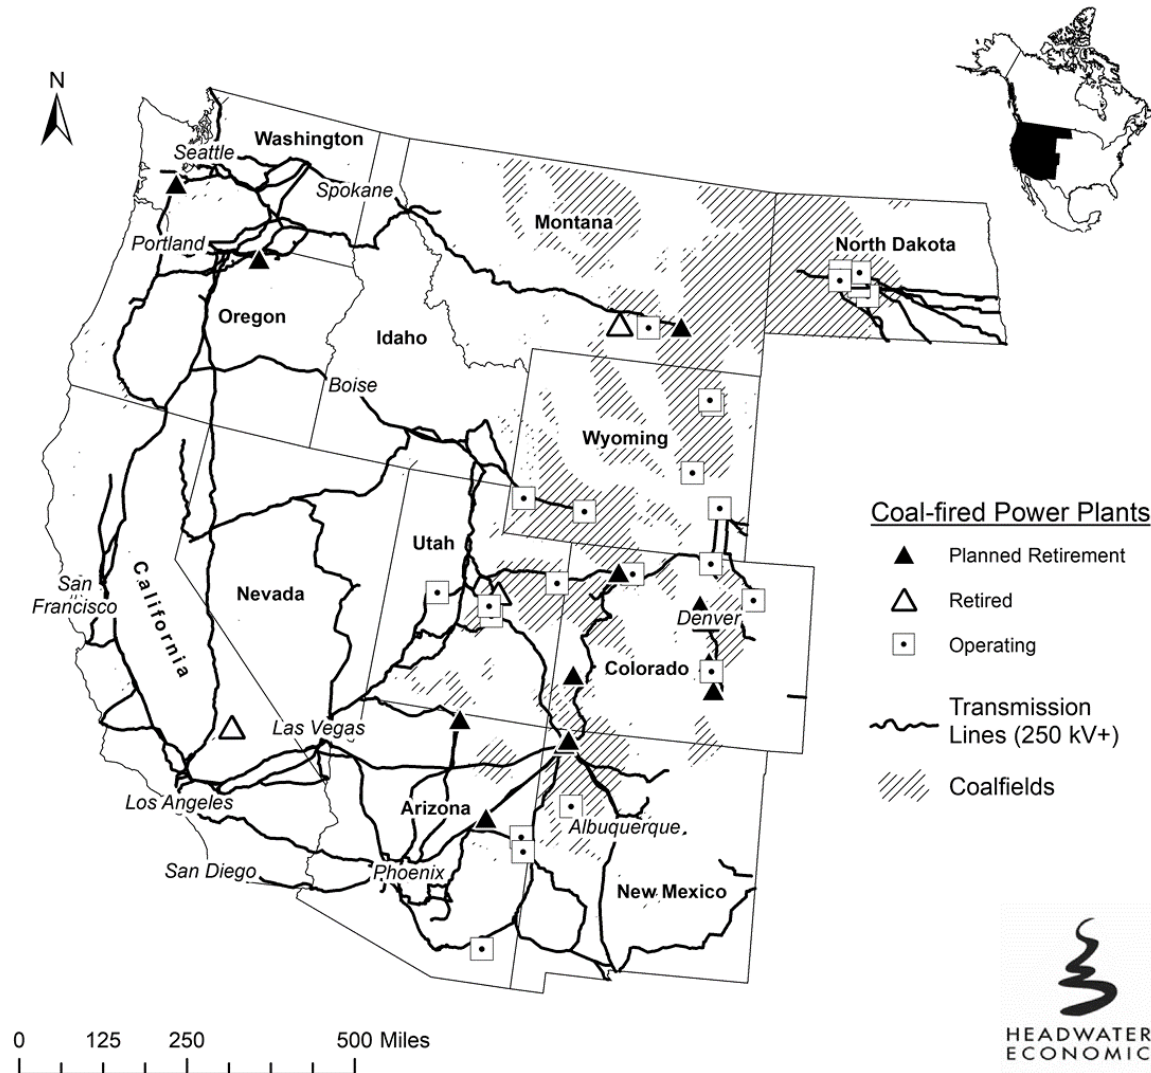 N
Washington
Seattle
Spokane
Montana
Portland
North Dakota
Oregon
Idaho
Boise
Wyoming
Utah
San
Francisco
California
Nevada
Denver
Colorado
Las Vegas
Los Angeles
Arizona
Albuquerque
San Diego
Phoenix
New Mexico
Coal-fired Power Plants
Planned Retirement
Retired
Operating
Transmission
Lines (250 kV+)
Coalfields
0 125 250 500 Miles
HEADWATER
ECONOMIC